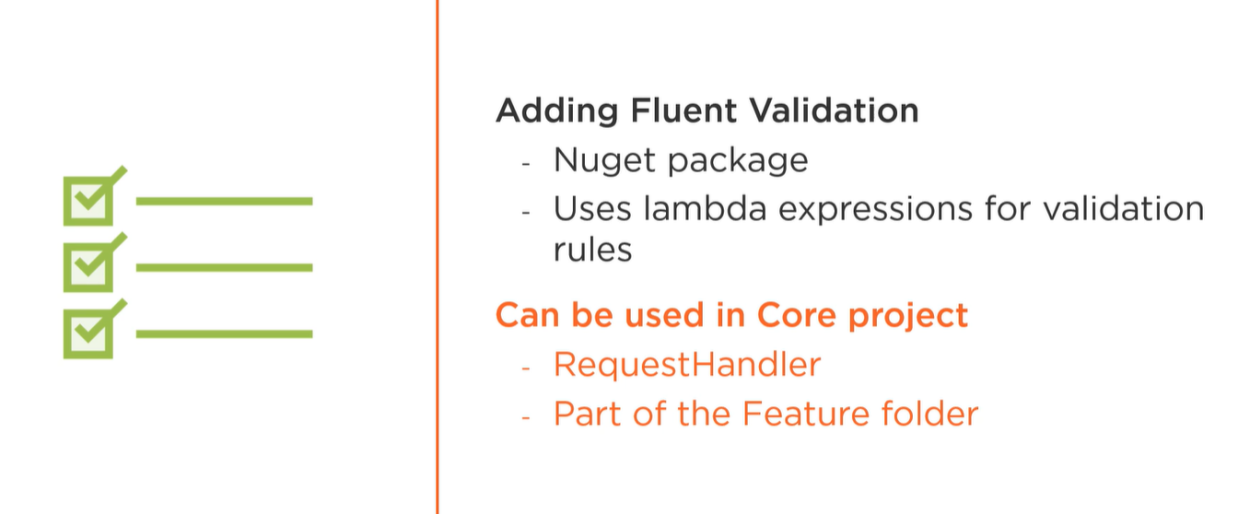 Adding Fluent Validation
- Nuget package
- Uses lambda expressions for validation
rules
Can be used in Core project
- RequestHandler
- Part of the Feature folder